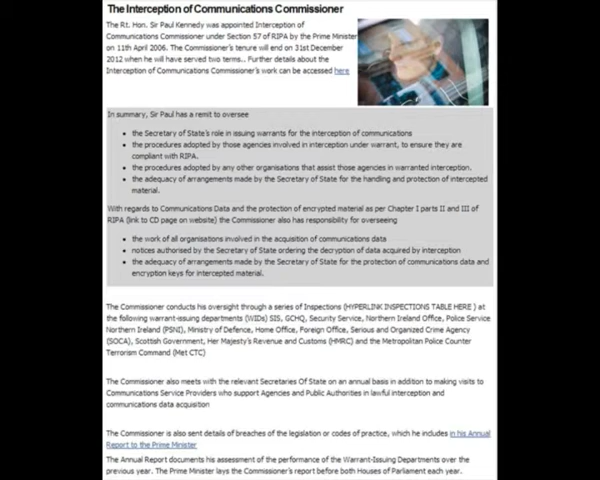 The Interception of Communications Commissioner
The Rt. Hon. Sir Paul Kennedy was appointed Interception of
Communications Commissioner under Section 57 of RIPA by the Prime Minister
on 11th April 2006. The Commissioner's tenure will end on 31st December
2012 when he will have served two terms.. Further details about the
Interception of Communications Commissioner's work can be accessed here
In summary, Sir Paul has a remit to oversee
• the Secretary of State's role in issuing warrants for the interception of communications
• the procedures adopted by those agencies involved in interception under warrant, to ensure they are
compliant with RIPA.
• the procedures adopted by any other organisations that assist those agencies in warranted interception.
• the adequacy of arrangements made by the Secretary of State for the handling and protection of intercepted
material.
With regards to Communications Data and the protection of encrypted material as per Chapter I parts II and III of
RIPA (link to CD page on website) the Commissioner also has responsibility for overseeing
• the work of all organisations involved in the acquisition of communications data
• notices authorised by the Secretary of State ordering the decryption of data acquired by interception
• the adequacy of arrangements made by the Secretary of State for the protection of communications data and
encryption keys for intercepted material.
The Commissioner conducts his oversight through a series of Inspections (HYPERLINK INSPECTIONS TABLE HERE ) at
the following warrant-issuing departments (WIDs) SIS, GCHQ, Security Service, Northern Ireland Office, Police Service
Northern Ireland (PSNI), Ministry of Defence, Home Office, Foreign Office, Serious and Organized Crime Agency
(SOCA), Scottish Government, Her Majesty's Revenue and Customs (HMRC) and the Metropolitan Police Counter
Terrorism Command (Met CTC)
The Commissioner also meets with the relevant Secretaries Of State on an annual basis in addition to making visits to
Communications Service Providers who support Agencies and Public Authorities in lawful interception and
communications data acquisition
The Commissioner is also sent details of breaches of the legislation or codes of practice, which he includes in his Annual
Report to the Prime Minister
The Annual Report documents his assessment of the performance of the Warrant-Issuing Departments over the
previous year. The Prime Minister lays the Commissioner's report before both Houses of Parliament each year.